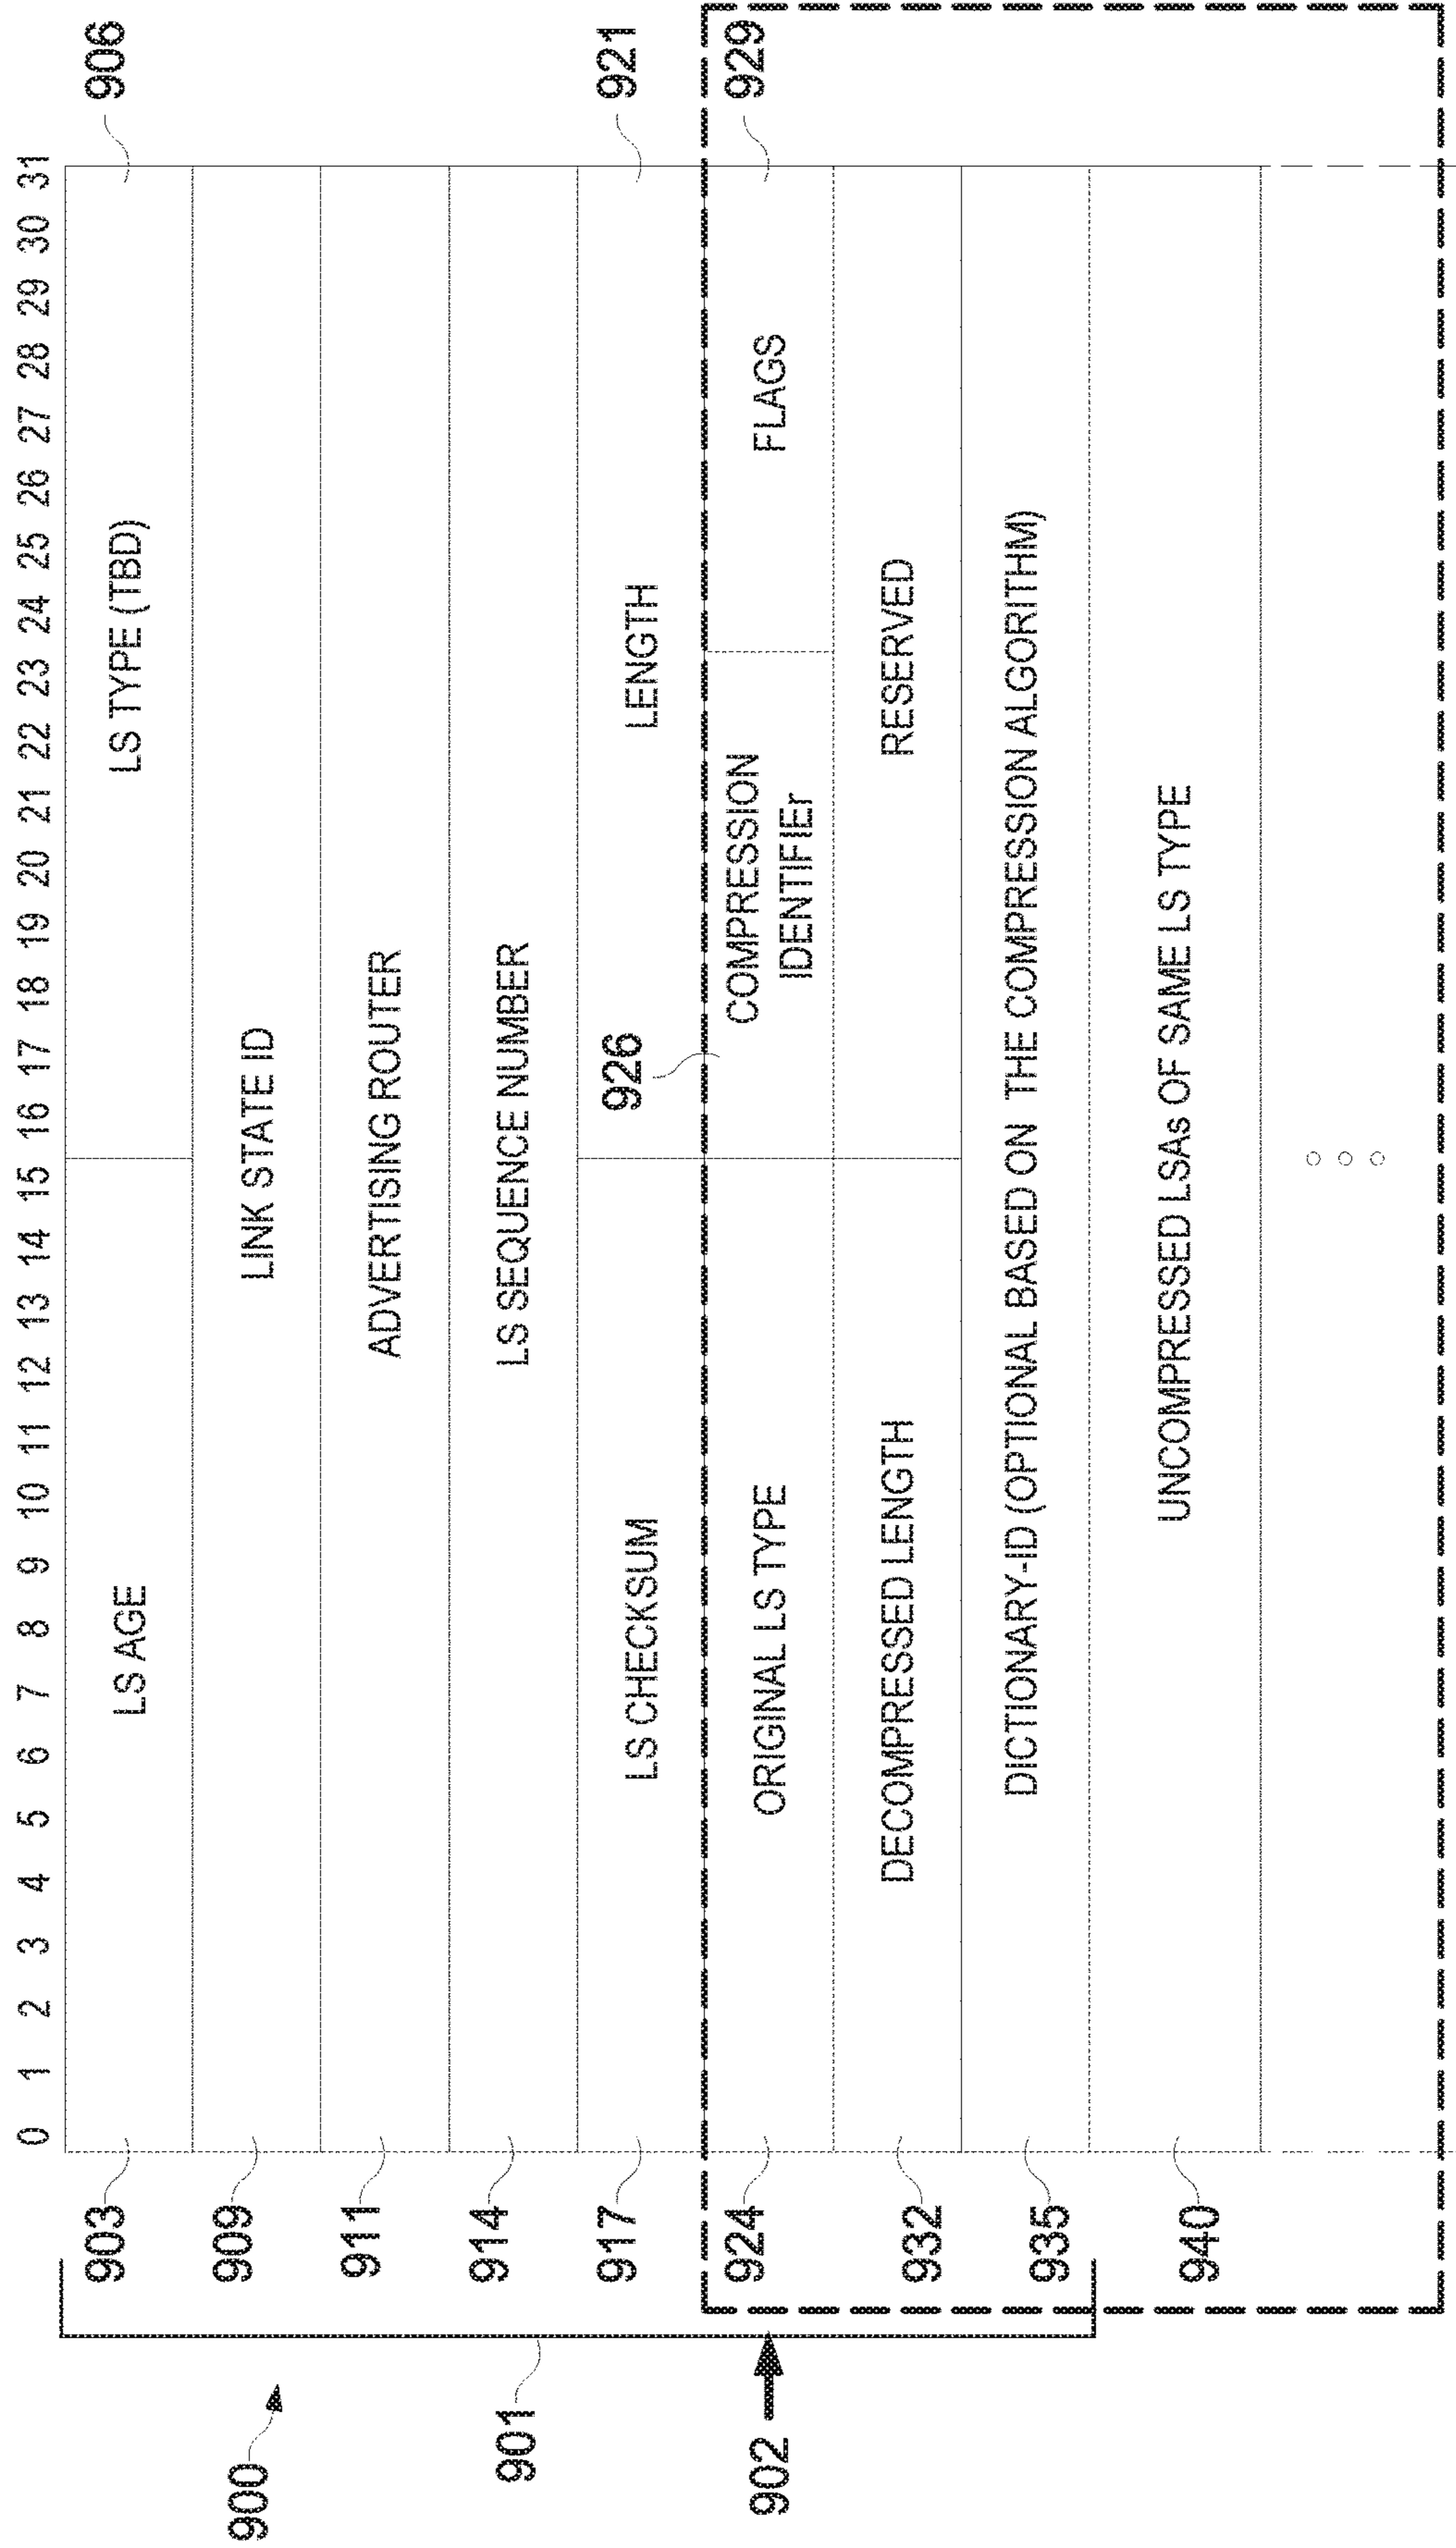 0 1 2 3 4 5 6 7 8 9 10 11 12 13 14 15 16 17 18 19 20 21 22 23 24 25 26 27 28 29 30 31
900
901
902
903
LS AGE
LS TYPE (TBD)
906
909
LINK STATE ID
911
ADVERTISING ROUTER
914
LS SEQUENCE NUMBER
917
LS CHECKSUM
LENGTH
921
924
ORIGINAL LS TYPE
926
COMPRESSION
IDENTIFIEr
FLAGS
929
932
DECOMPRESSED LENGTH
RESERVED
935
DICTIONARY-ID (OPTIONAL BASED ON THE COMPRESSION ALGORITHM)
940
UNCOMPRESSED LSAs OF SAME LS TYPE